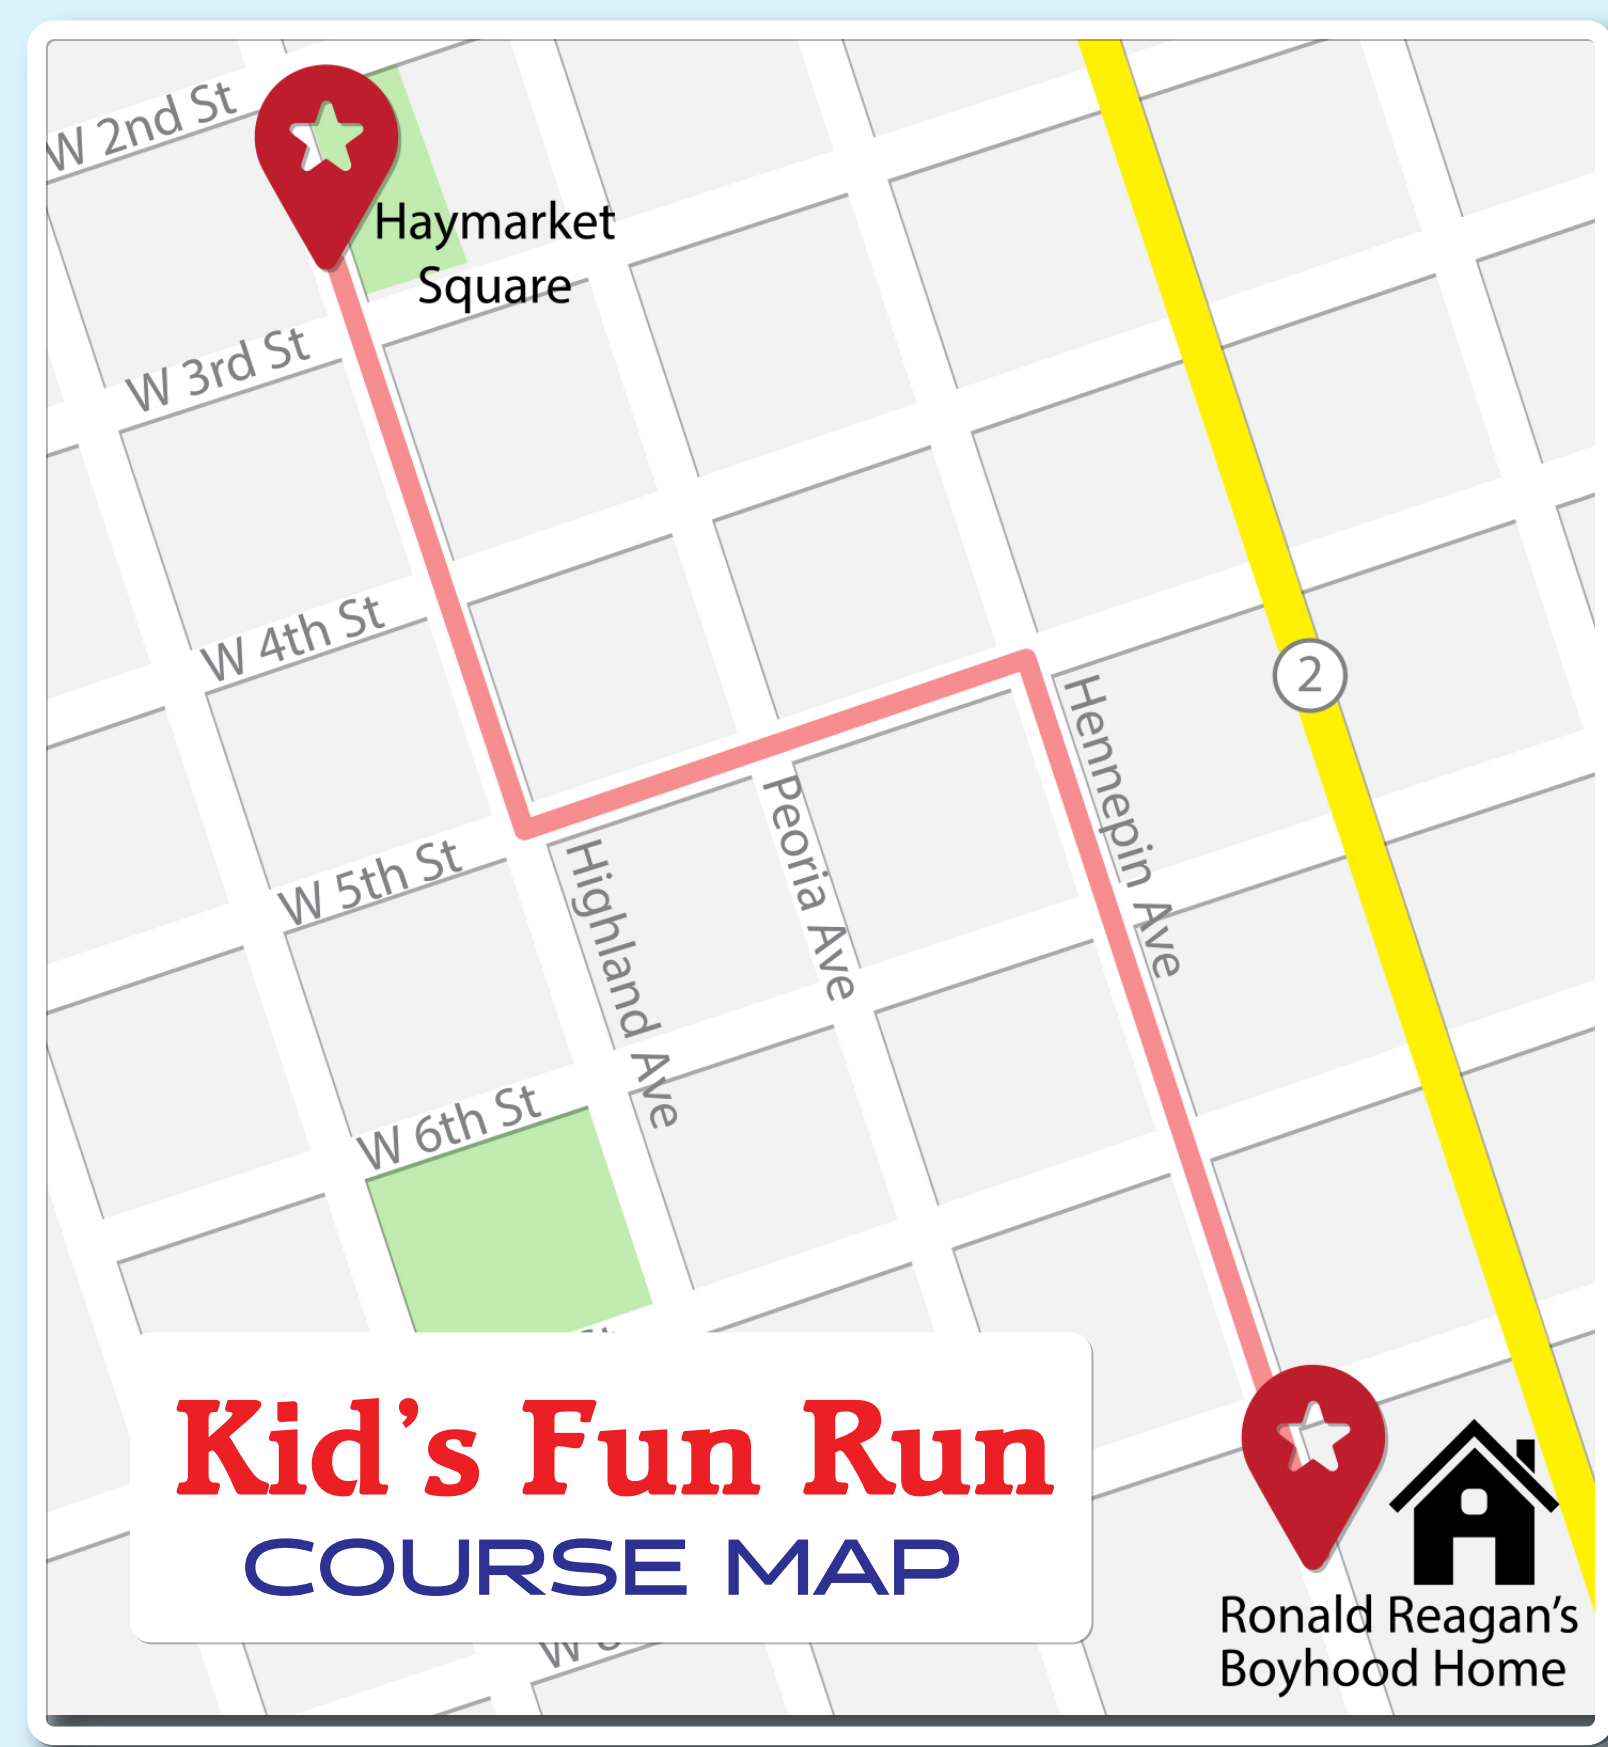 W 2nd St
Haymarket
Square
W 3rd St
W 4th St
2
Hennepin Ave
Peoria Ave
W 5th St
Highland Ave
W 6th St
St
Kid's Fun Run
COURSE MAP
Ronald Reagan's
Boyhood Home
W